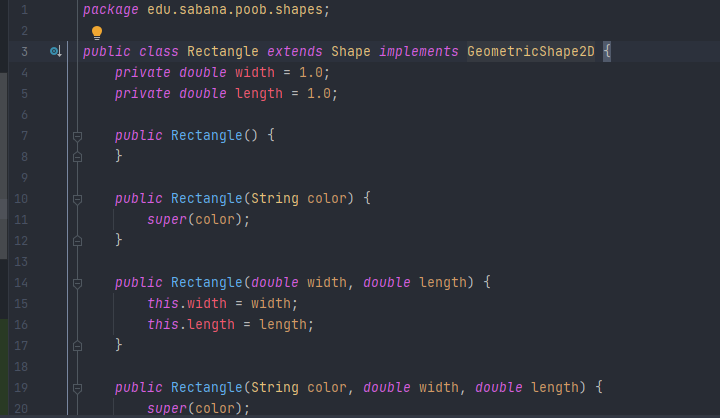 1 package edu.sabana.poob.shapes;
2
3 public class Rectangle extends Shape implements GeometricShape2D {
4 private double width = 1.0;
5 private double length = 1.0;
6
7 public Rectangle() {
8 }
9
10 public Rectangle(String color) {
11 super(color);
12 }
13
14 public Rectangle(double width, double length) {
15 this.width = width;
16 this.length = length;
17 }
18
19 public Rectangle(String color, double width, double length) {
20 super(color);